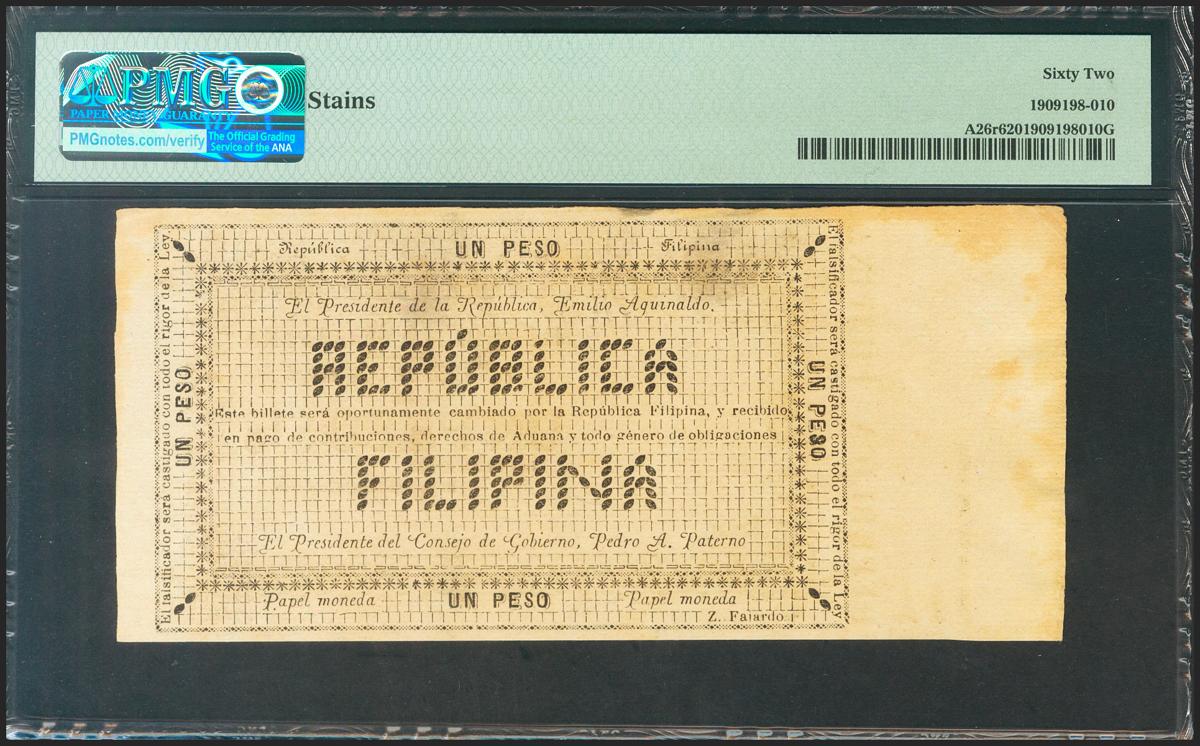 PMG
PAPER MONEY GUARANTY
PMGnotes.com/verify
The Official Grading
Service of the ANA
Stains
Sixty Two
1909198-010
A26r6201909198010G
República UN PESO Filipina
El Presidente de la República, Emilio Aguinaldo.
REPÚBLICA
Este billete será oportunamente cambiado por la República Filipina, y recibido
en pago de contribuciones, derechos de Aduana y todo género de obligaciones
FILIPINA
El Presidente del Consejo de Gobierno, Pedro A. Paterno
Papel moneda UN PESO Papel moneda
Z. Fajardo
El falsificador será castigado con todo el rigor de la Ley.
UN PESO
UN PESO
El falsificador será castigado con todo el rigor de la Ley